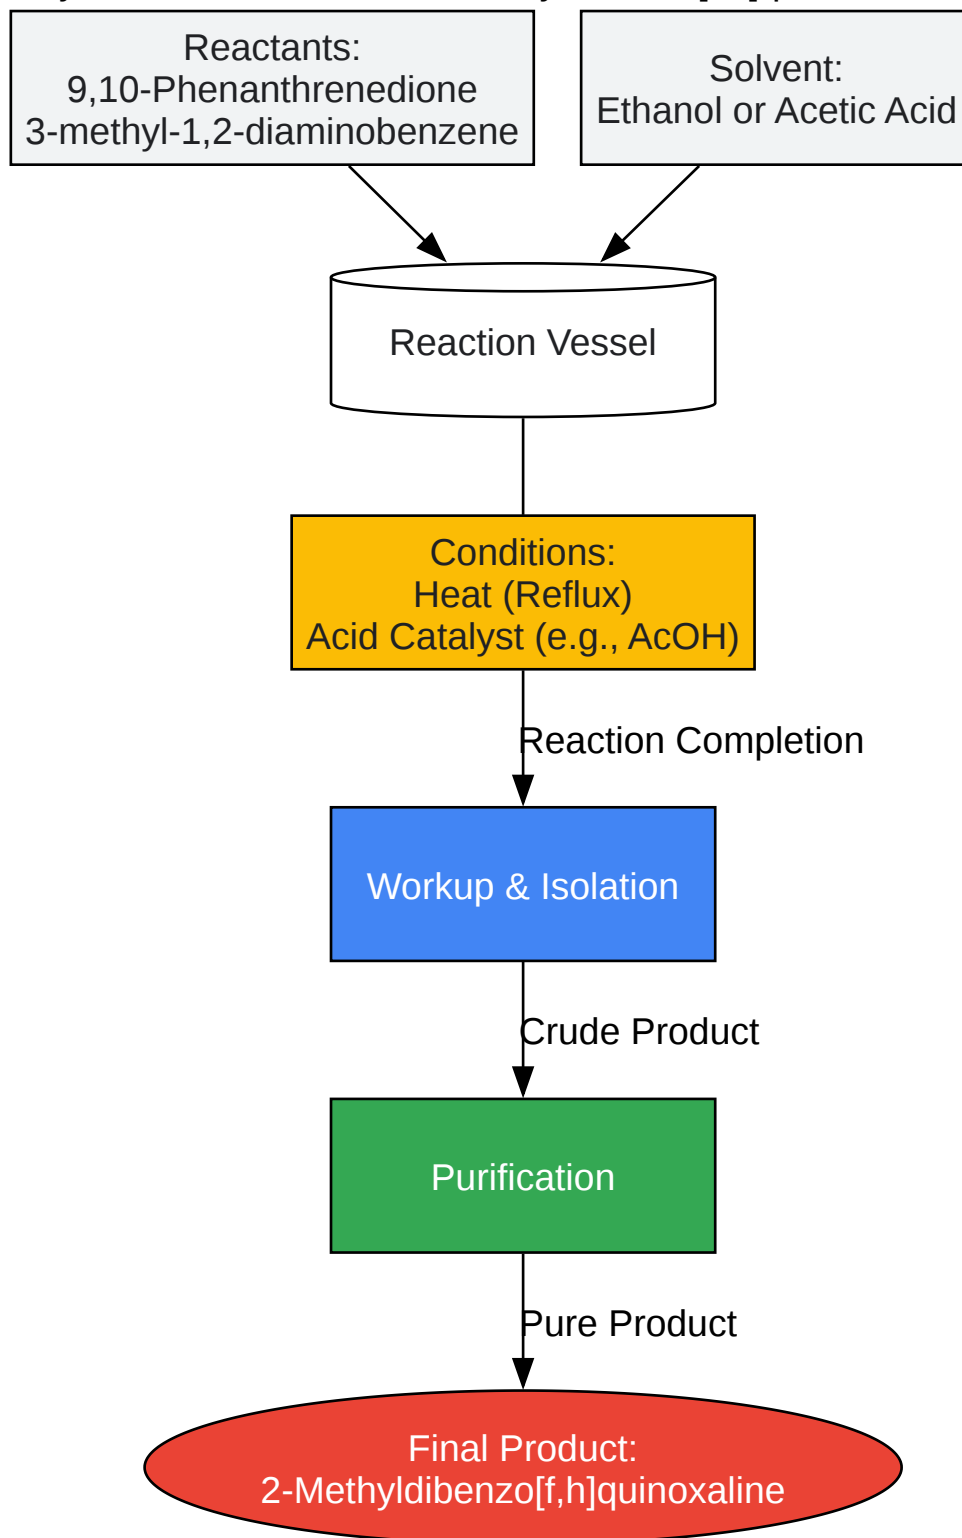 Reactants:
9,10-Phenanthrenedione
3-methyl-1,2-diaminobenzene
Solvent:
Ethanol or Acetic Acid
Reaction Vessel
Conditions:
Heat (Reflux)
Acid Catalyst (e.g., AcOH)
Reaction Completion
Workup & Isolation
Crude Product
Purification
Pure Product
Final Product:
2-Methyldibenzo[f,h]quinoxaline